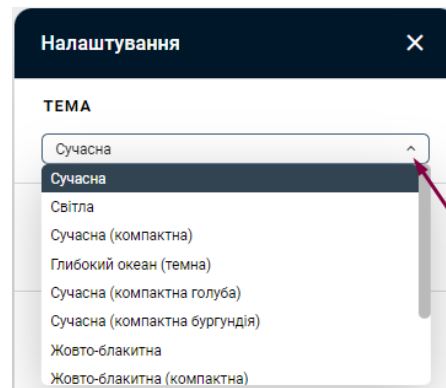 Налаштування
ТЕМА
Сучасна
Сучасна
Світла
Сучасна (компактна)
Глибокий океан (темна)
Сучасна (компактна голуба)
Сучасна (компактна бургундія)
Жовто-блакитна
Жовто-блакитна (компактна)